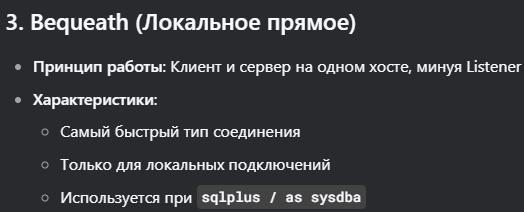 3. Bequeath (Локальное прямое)
• Принцип работы: Клиент и сервер на одном хосте, минуя Listener
• Характеристики:
○ Самый быстрый тип соединения
○ Только для локальных подключений
○ Используется при sqlplus / as sysdba